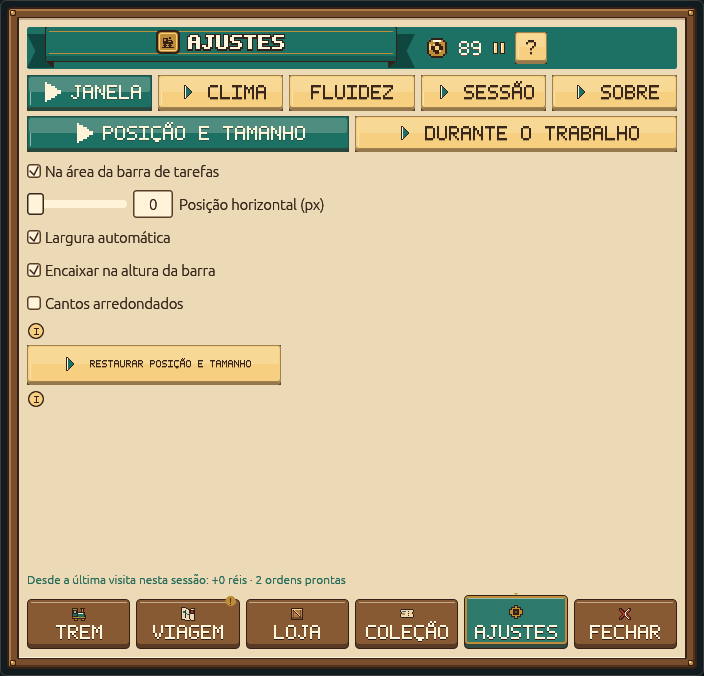 AJUSTES
89
?
JANELA CLIMA FLUIDEZ SESSÃO SOBRE
POSIÇÃO E TAMANHO DURANTE O TRABALHO
Na área da barra de tarefas
0 Posição horizontal (px)
Largura automática
Encaixar na altura da barra
Cantos arredondados
I
RESTAURAR POSIÇÃO E TAMANHO
I
Desde a última visita nesta sessão: +0 réis · 2 ordens prontas
!
TREM VIAGEM LOJA COLEÇÃO AJUSTES FECHAR